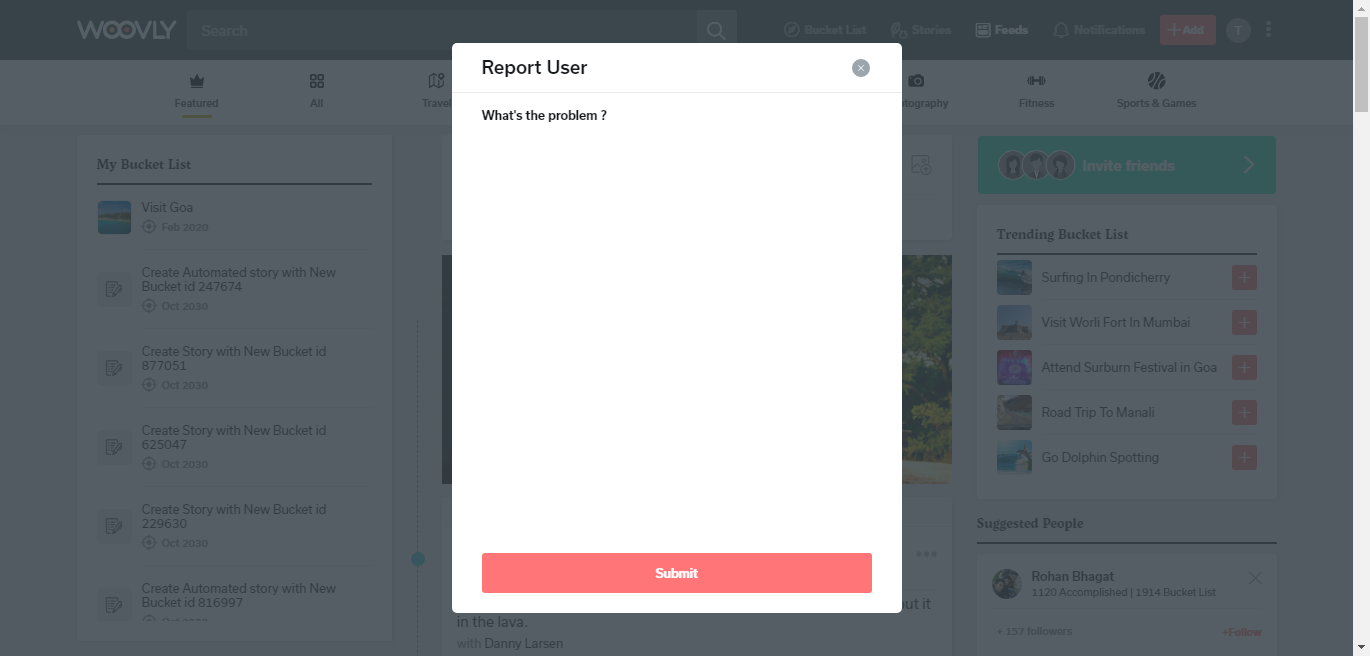 WOOVLY
Search
Bucket List
Stories
Feeds
Notifications
Add
T
Featured
All
Fitness
Sports & Games
Report User
What's the problem ?
Submit
My Bucket List
Visit Goa
Feb 2020
Create Automated story with New
Bucket id 247674
Oct 2030
Create Story with New Bucket id
877051
Oct 2030
Create Story with New Bucket id
625047
Oct 2030
Create Story with New Bucket id
229630
Oct 2030
Create Automated story with New
Bucket id 816997
in the lava.
with Danny Larsen
Invite friends
Trending Bucket List
Surfing In Pondicherry
Visit Worli Fort In Mumbai
Attend Surburn Festival in Goa
Road Trip To Manali
Go Dolphin Spotting
Suggested People
Rohan Bhagat
1120 Accomplished | 1914 Bucket List
+ 157 followers
+Follow